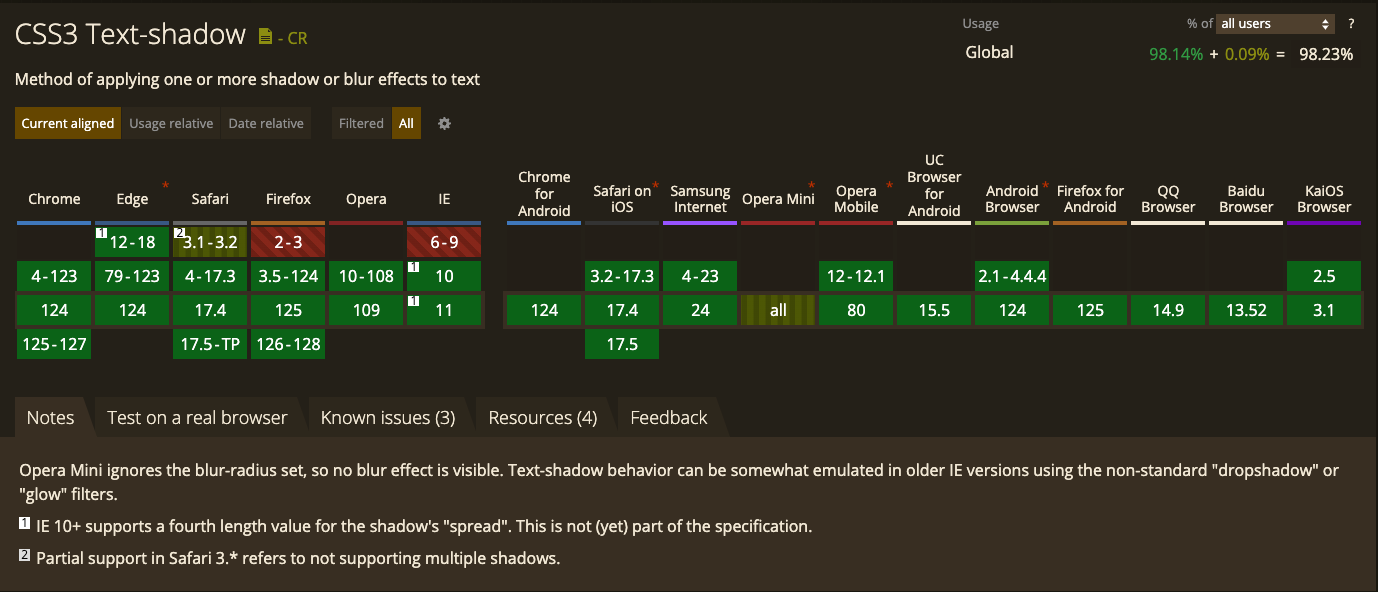 CSS3 Text-shadow - CR
Usage % of all users ?
Global 98.14% + 0.09% = 98.23%
Method of applying one or more shadow or blur effects to text
Current aligned Usage relative Date relative Filtered All
Chrome Edge * Safari Firefox Opera IE
Chrome for Android
Safari on iOS *
Samsung Internet
Opera Mini *
Opera Mobile *
UC Browser for Android
Android Browser *
Firefox for Android
QQ Browser
Baidu Browser
KaiOS Browser
1 12-18 2 3.1-3.2 2-3 6-9
4-123 79-123 4-17.3 3.5-124 10-108 1 10 3.2-17.3 4-23 12-12.1 2.1-4.4.4 2.5
124 124 17.4 125 109 1 11 124 17.4 24 all 80 15.5 124 125 14.9 13.52 3.1
125-127 17.5-TP 126-128 17.5
Notes Test on a real browser Known issues (3) Resources (4) Feedback
Opera Mini ignores the blur-radius set, so no blur effect is visible. Text-shadow behavior can be somewhat emulated in older IE versions using the non-standard "dropshadow" or
"glow" filters.
1 IE 10+ supports a fourth length value for the shadow's "spread". This is not (yet) part of the specification.
2 Partial support in Safari 3.* refers to not supporting multiple shadows.